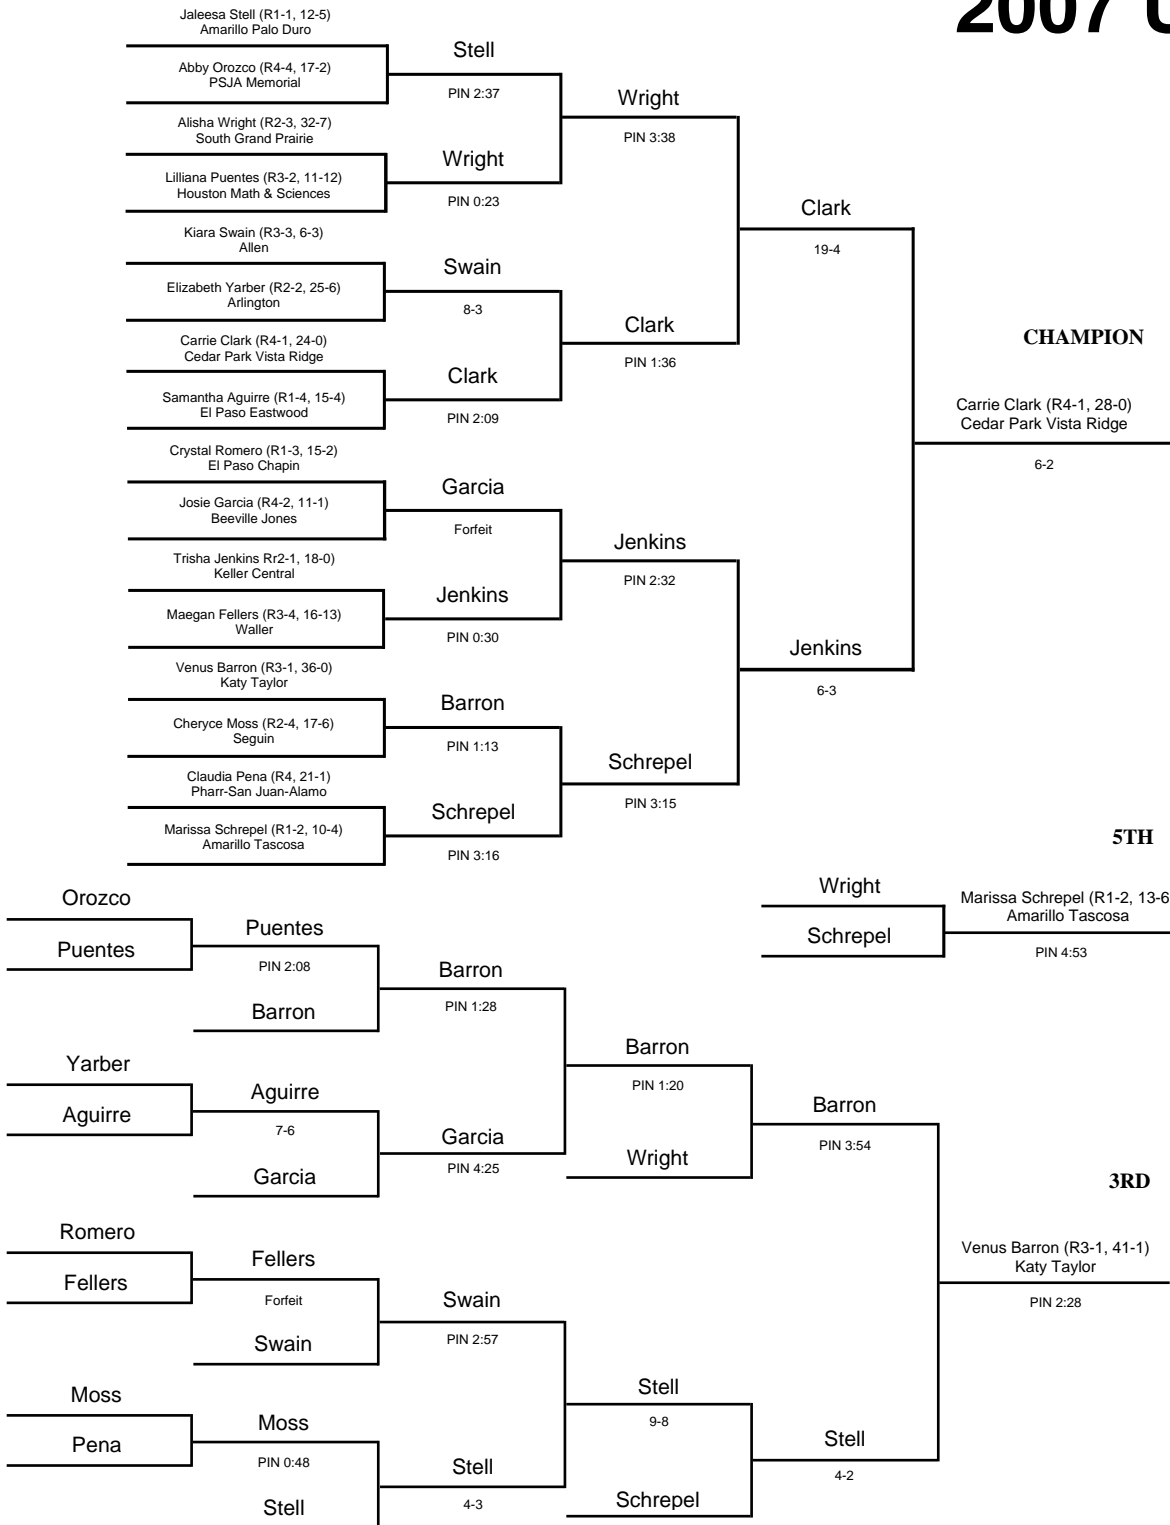 2007 U
Jaleesa Stell (R1-1, 12-5)
Amarillo Palo Duro
Stell
Abby Orozco (R4-4, 17-2)
PSJA Memorial
PIN 2:37
Wright
Alisha Wright (R2-3, 32-7)
South Grand Prairie
PIN 3:38
Wright
Lilliana Puentes (R3-2, 11-12)
Houston Math & Sciences
PIN 0:23
Clark
Kiara Swain (R3-3, 6-3)
Allen
19-4
Swain
Elizabeth Yarber (R2-2, 25-6)
Arlington
8-3
Clark
CHAMPION
Carrie Clark (R4-1, 24-0)
Cedar Park Vista Ridge
PIN 1:36
Clark
Samantha Aguirre (R1-4, 15-4)
El Paso Eastwood
PIN 2:09
Carrie Clark (R4-1, 28-0)
Cedar Park Vista Ridge
6-2
Crystal Romero (R1-3, 15-2)
El Paso Chapin
Garcia
Josie Garcia (R4-2, 11-1)
Beeville Jones
Forfeit
Jenkins
Trisha Jenkins Rr2-1, 18-0)
Keller Central
PIN 2:32
Jenkins
Maegan Fellers (R3-4, 16-13)
Waller
PIN 0:30
Jenkins
Venus Barron (R3-1, 36-0)
Katy Taylor
6-3
Barron
Cheryce Moss (R2-4, 17-6)
Seguin
PIN 1:13
Schrepel
Claudia Pena (R4, 21-1)
Pharr-San Juan-Alamo
PIN 3:15
Schrepel
Marissa Schrepel (R1-2, 10-4)
Amarillo Tascosa
PIN 3:16
5TH
Orozco
Wright
Marissa Schrepel (R1-2, 13-6
Amarillo Tascosa
Puentes
Puentes
Schrepel
PIN 4:53
PIN 2:08
Barron
PIN 1:28
Barron
Barron
Yarber
PIN 1:20
Aguirre
Aguirre
Barron
7-6
Garcia
PIN 4:25
PIN 3:54
Garcia
Wright
3RD
Romero
Fellers
Fellers
Venus Barron (R3-1, 41-1)
Katy Taylor
Forfeit
Swain
PIN 2:28
Swain
PIN 2:57
Moss
Stell
Moss
9-8
Pena
Stell
PIN 0:48
Stell
4-2
Stell
4-3
Schrepel